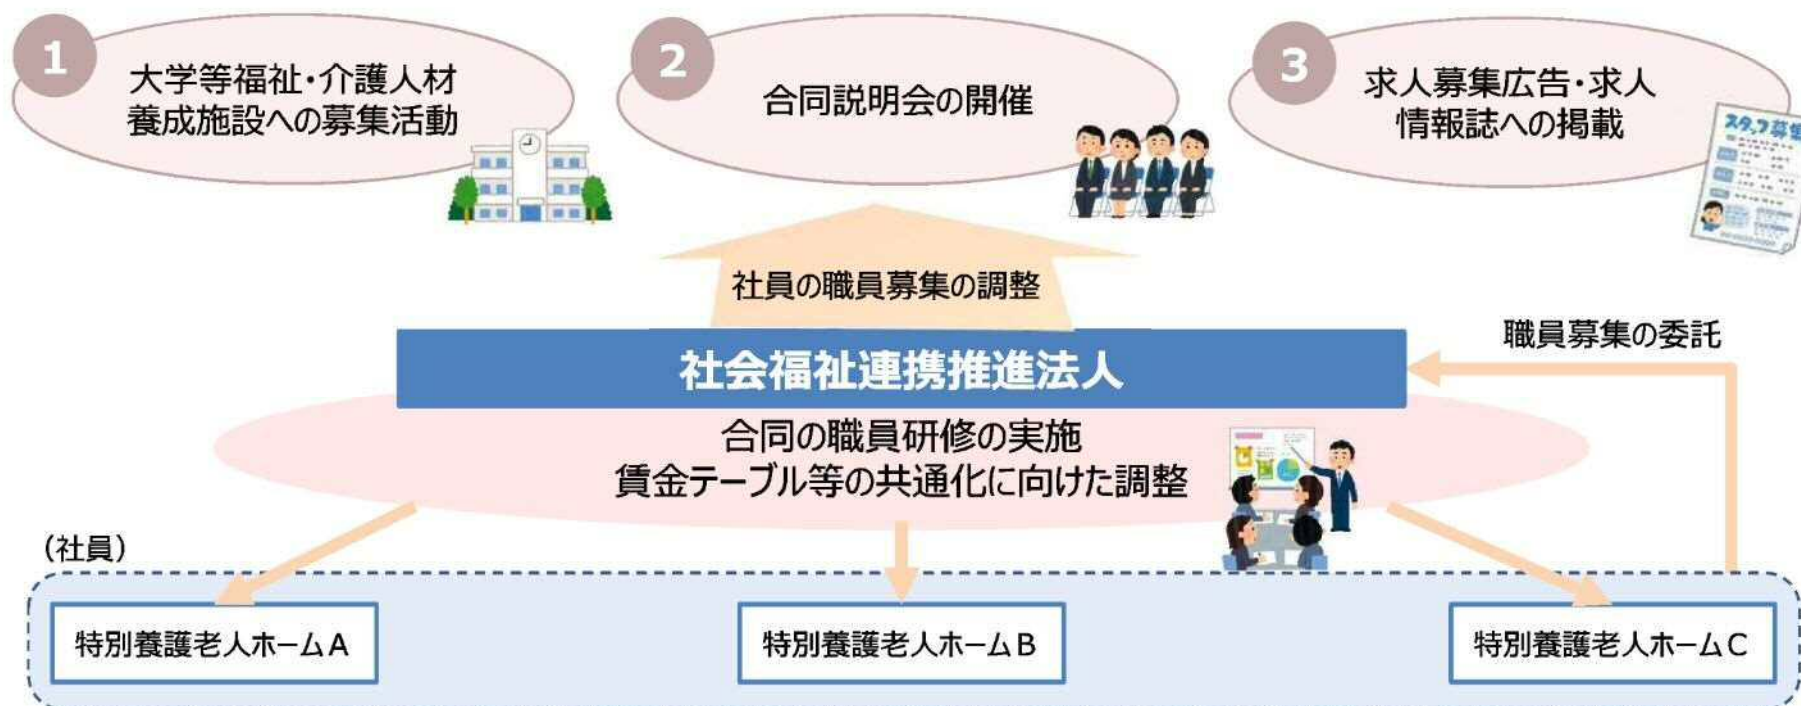 1
大学等福祉・介護人材
養成施設への募集活動
2
合同説明会の開催
3
求人募集広告・求人
情報誌への掲載
スタッフ募集
社員の職員募集の調整
職員募集の委託
社会福祉連携推進法人
合同の職員研修の実施
賃金テーブル等の共通化に向けた調整
（社員）
特別養護老人ホームA
特別養護老人ホームB
特別養護老人ホームC